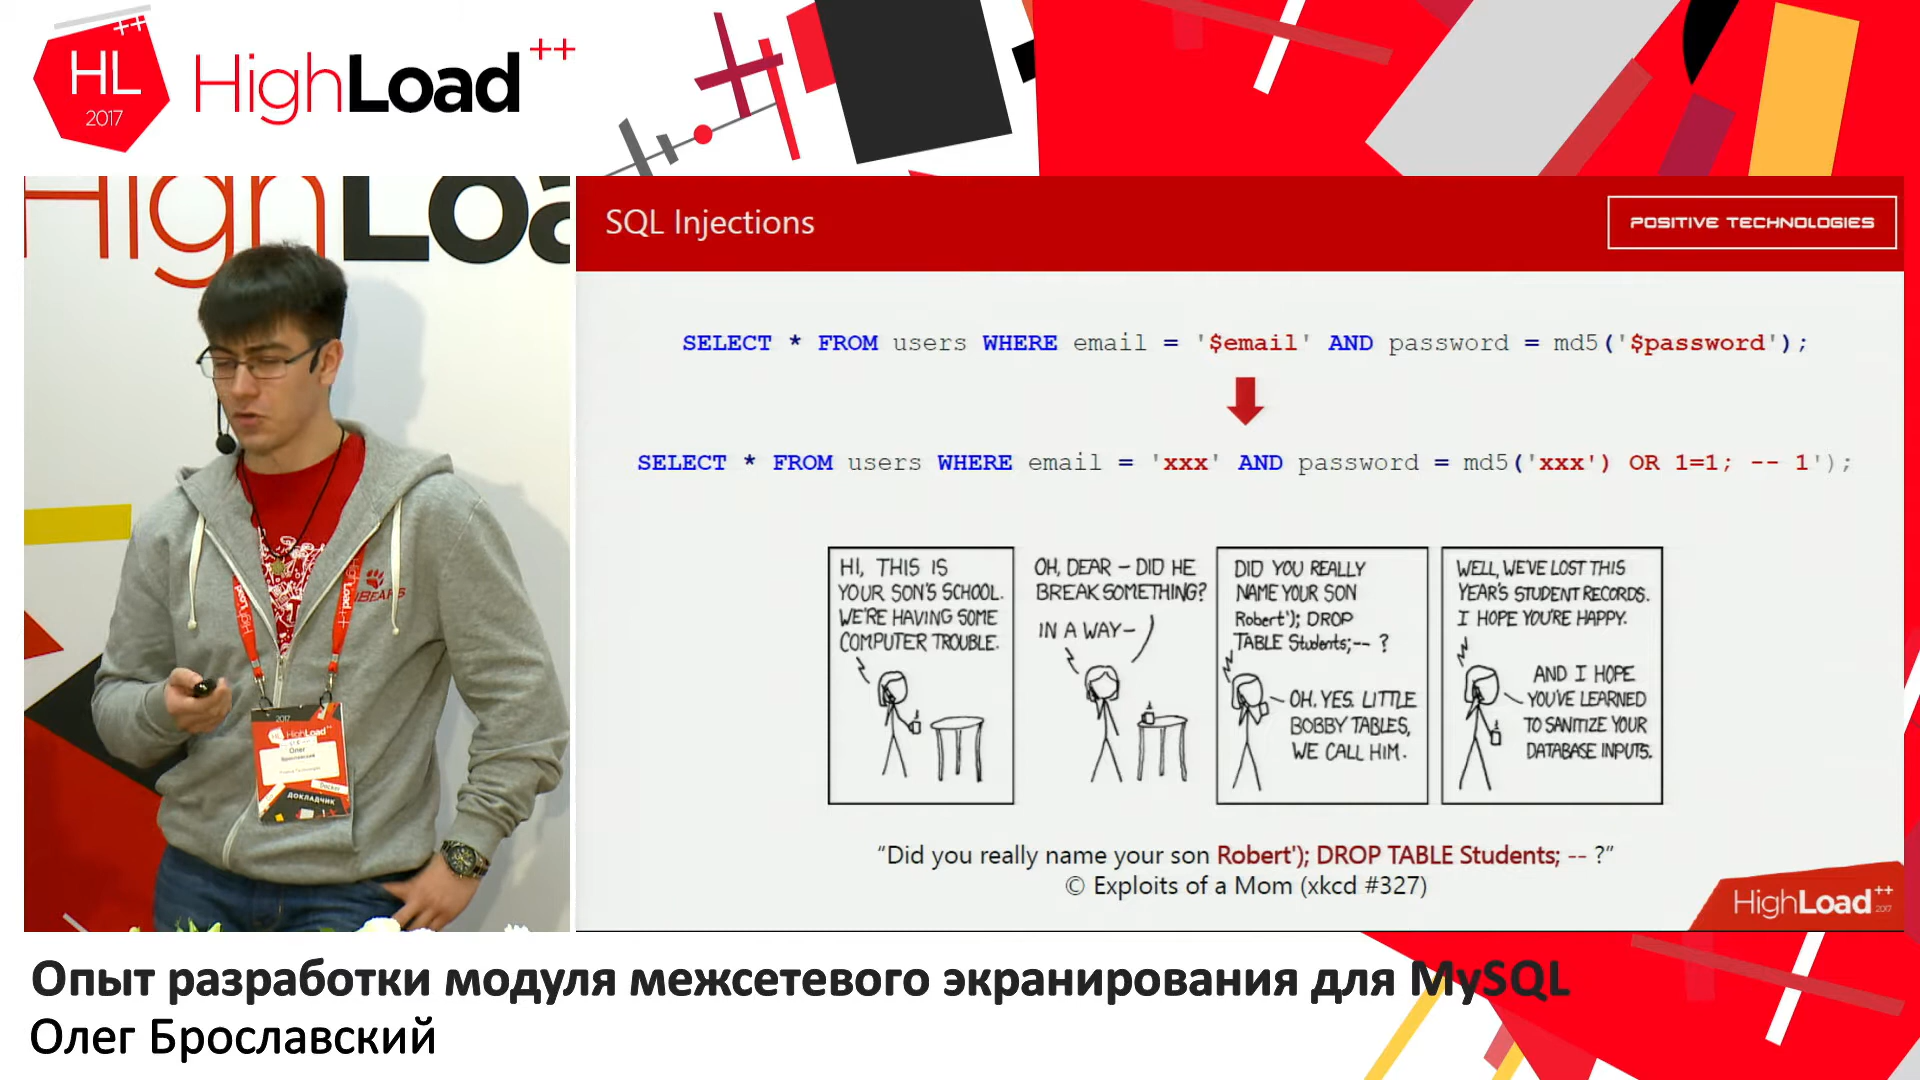 HL ++
2017
HighLoad ++
HighLoa
SQL Injections
POSITIVE TECHNOLOGIES
SELECT * FROM users WHERE email = '$email' AND password = md5('$password');
SELECT * FROM users WHERE email = 'xxx' AND password = md5('xxx') OR 1=1; -- 1');
HI, THIS IS
YOUR SON'S SCHOOL.
WE'RE HAVING SOME
COMPUTER TROUBLE.
OH, DEAR – DID HE
BREAK SOMETHING?
IN A WAY–
DID YOU REALLY
NAME YOUR SON
Robert'); DROP
TABLE Students;-- ?
OH. YES. LITTLE
BOBBY TABLES,
WE CALL HIM.
WELL, WE'VE LOST THIS
YEAR'S STUDENT RECORDS.
I HOPE YOU'RE HAPPY.
AND I HOPE
YOU'VE LEARNED
TO SANITIZE YOUR
DATABASE INPUTS.
“Did you really name your son Robert'); DROP TABLE Students; -- ?”
© Exploits of a Mom (xkcd #327)
HighLoad ++
2017
2017
HighLoad++
Олег
ДОКЛАДЧИК
Опыт разработки модуля межсетевого экранирования для MySQL
Олег Брославский